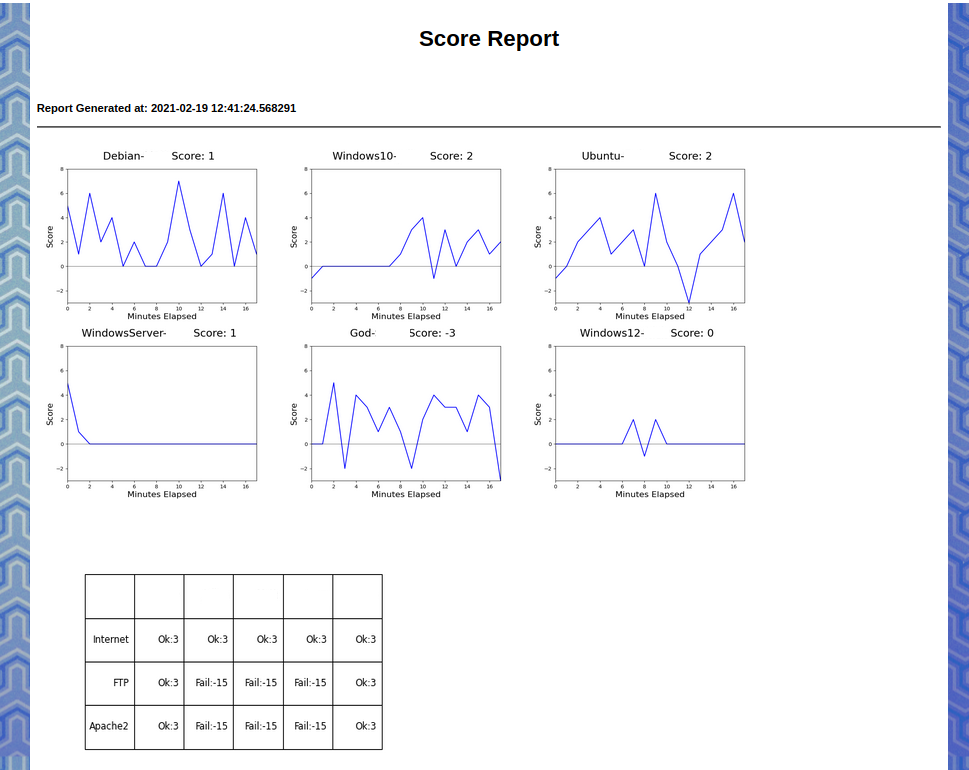 Score Report
Report Generated at: 2021-02-19 12:41:24.568291
Debian- Score: 1
Windows10- Score: 2
Ubuntu- Score: 2
8 6 4 2 0 −2
Score
0 2 4 6 8 10 12 14 16
Minutes Elapsed
8 6 4 2 0 −2
Score
0 2 4 6 8 10 12 14 16
Minutes Elapsed
8 6 4 2 0 −2
Score
0 2 4 6 8 10 12 14 16
Minutes Elapsed
WindowsServer- Score: 1
God- Score: -3
Windows12- Score: 0
8 6 4 2 0 −2
Score
0 2 4 6 8 10 12 14 16
Minutes Elapsed
8 6 4 2 0 −2
Score
0 2 4 6 8 10 12 14 16
Minutes Elapsed
8 6 4 2 0 −2
Score
0 2 4 6 8 10 12 14 16
Minutes Elapsed
Internet Ok:3 Ok:3 Ok:3 Ok:3 Ok:3
FTP Ok:3 Fail:-15 Fail:-15 Fail:-15 Ok:3
Apache2 Ok:3 Fail:-15 Fail:-15 Fail:-15 Ok:3